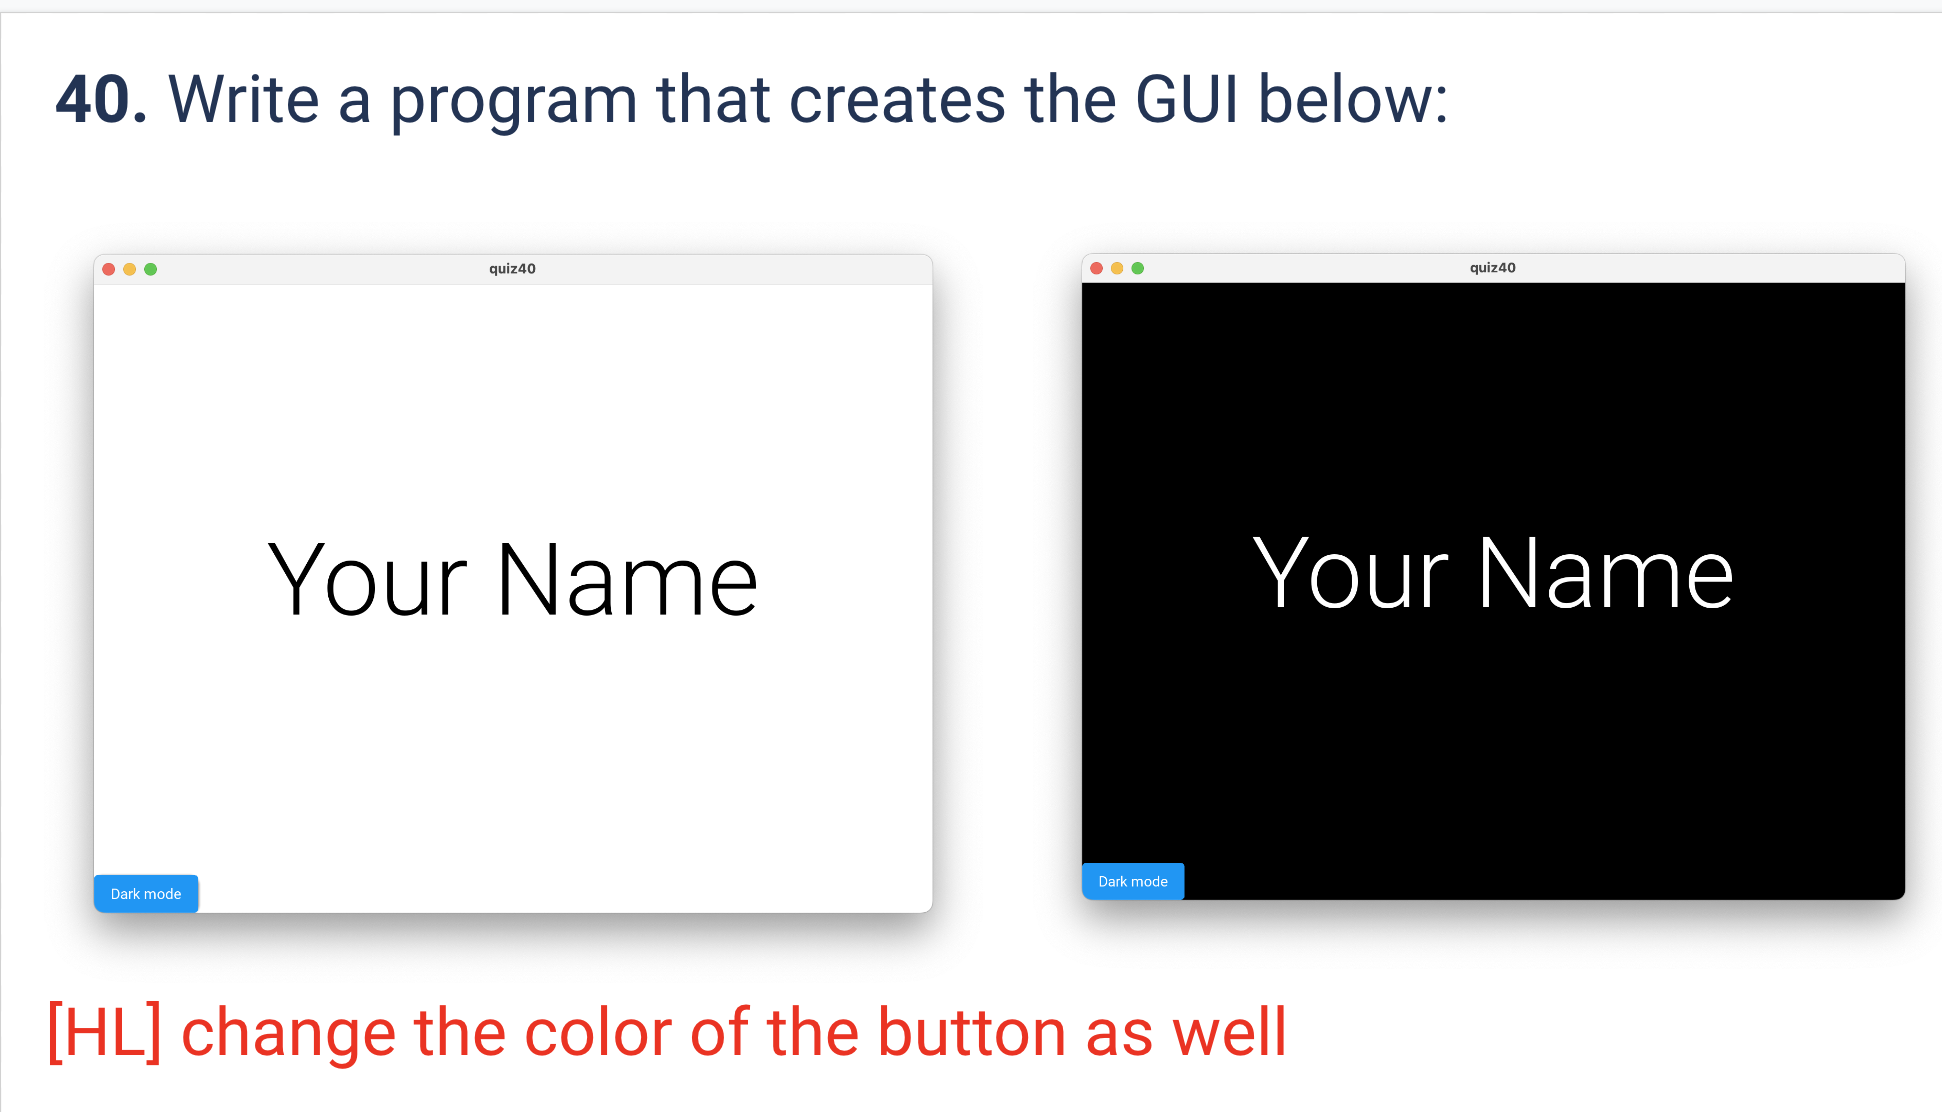 40. Write a program that creates the GUI below:
quiz40
quiz40
Your Name
Your Name
Dark mode
Dark mode
[HL] change the color of the button as well